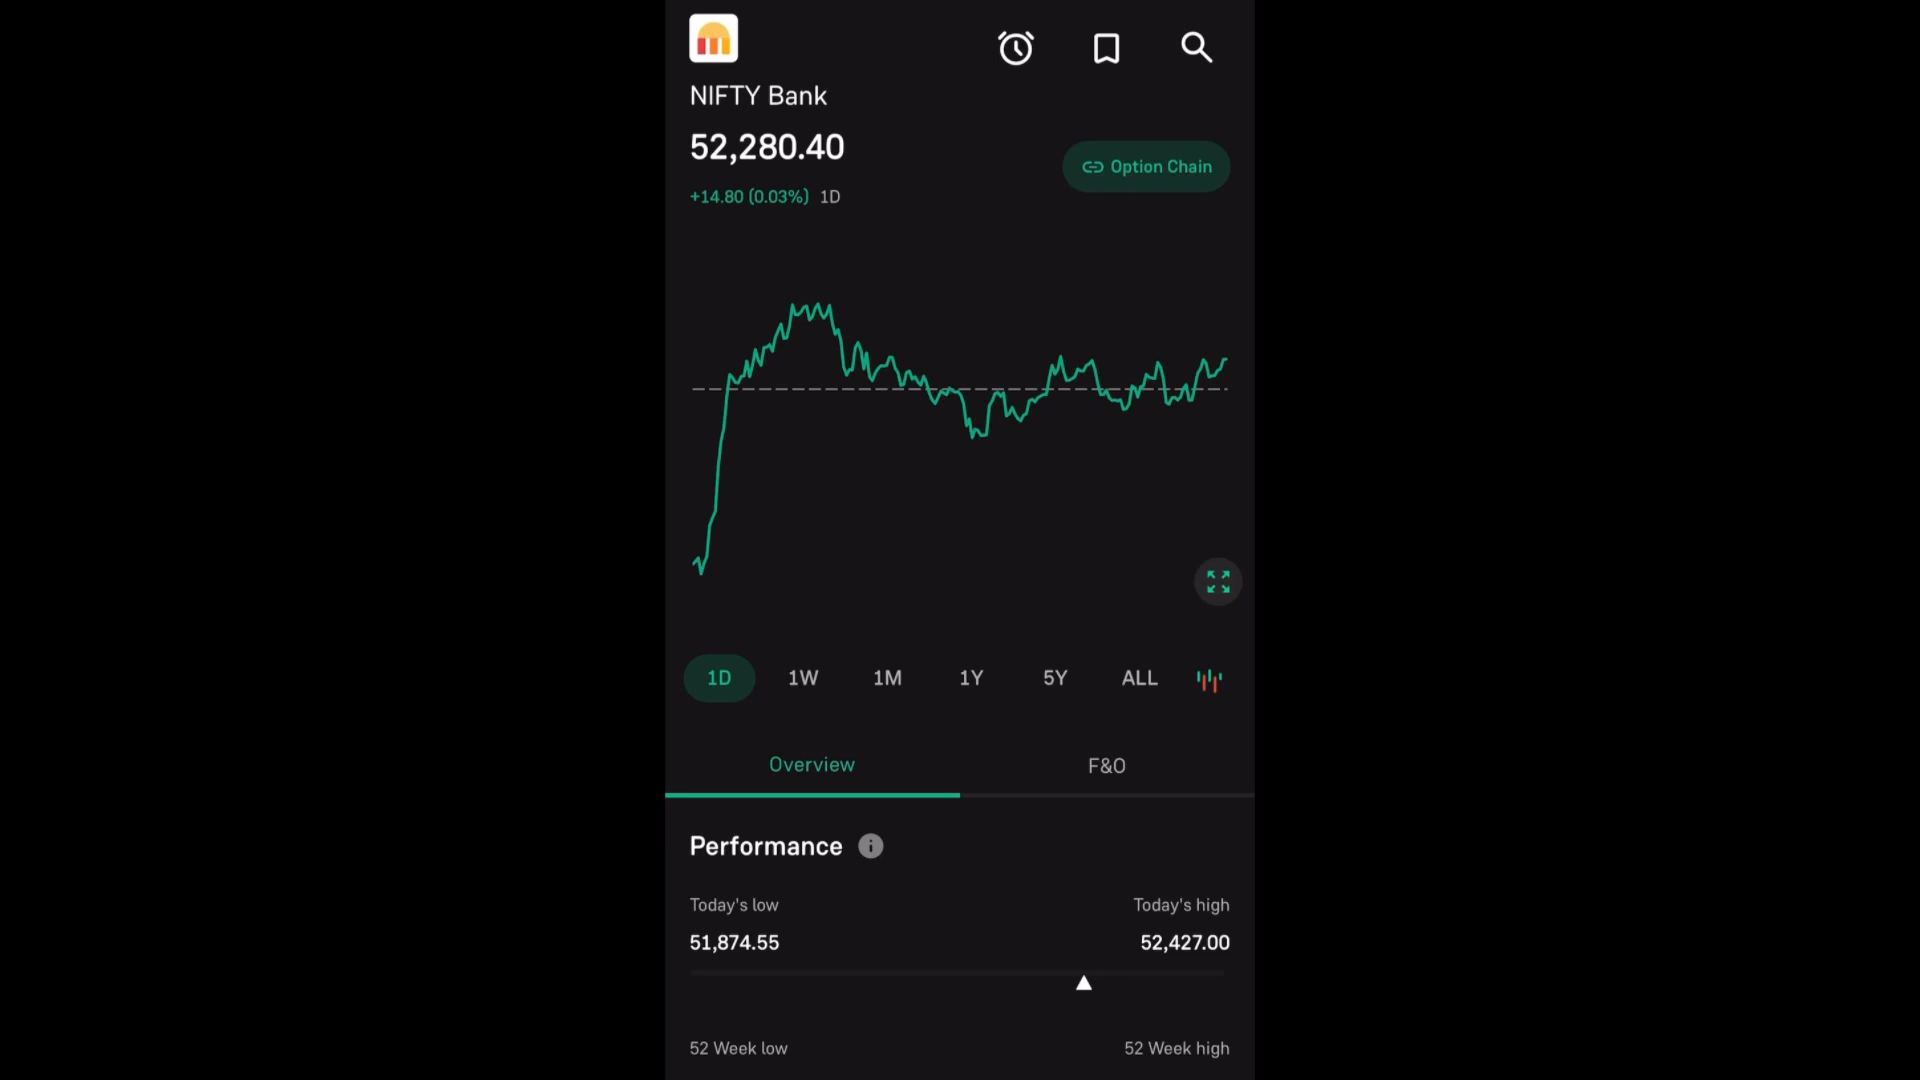 NIFTY Bank
52,280.40
+14.80 (0.03%) 1D
Option Chain
1D 1W 1M 1Y 5Y ALL
Overview F&O
Performance
Today's low Today's high
51,874.55 52,427.00
52 Week low 52 Week high